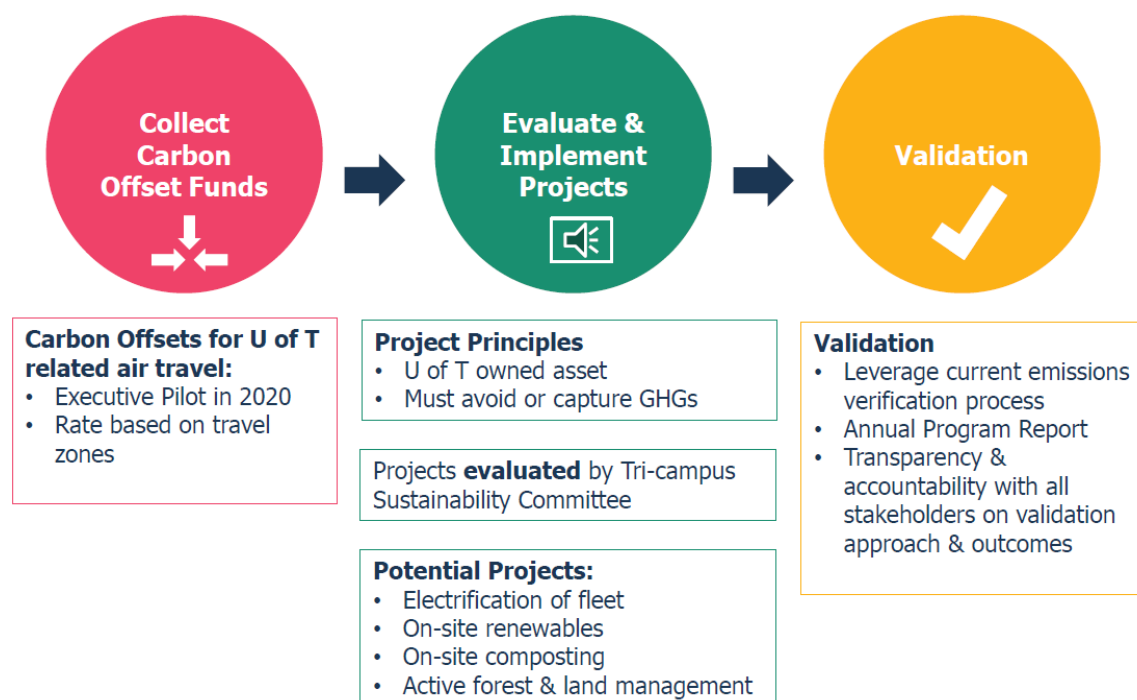 Collect
Carbon
Offset Funds
Evaluate &
Implement
Projects
Validation
Carbon Offsets for U of T
related air travel:
• Executive Pilot in 2020
• Rate based on travel
zones
Project Principles
• U of T owned asset
• Must avoid or capture GHGs
Projects evaluated by Tri-campus
Sustainability Committee
Potential Projects:
• Electrification of fleet
• On-site renewables
• On-site composting
• Active forest & land management
Validation
• Leverage current emissions
verification process
• Annual Program Report
• Transparency &
accountability with all
stakeholders on validation
approach & outcomes